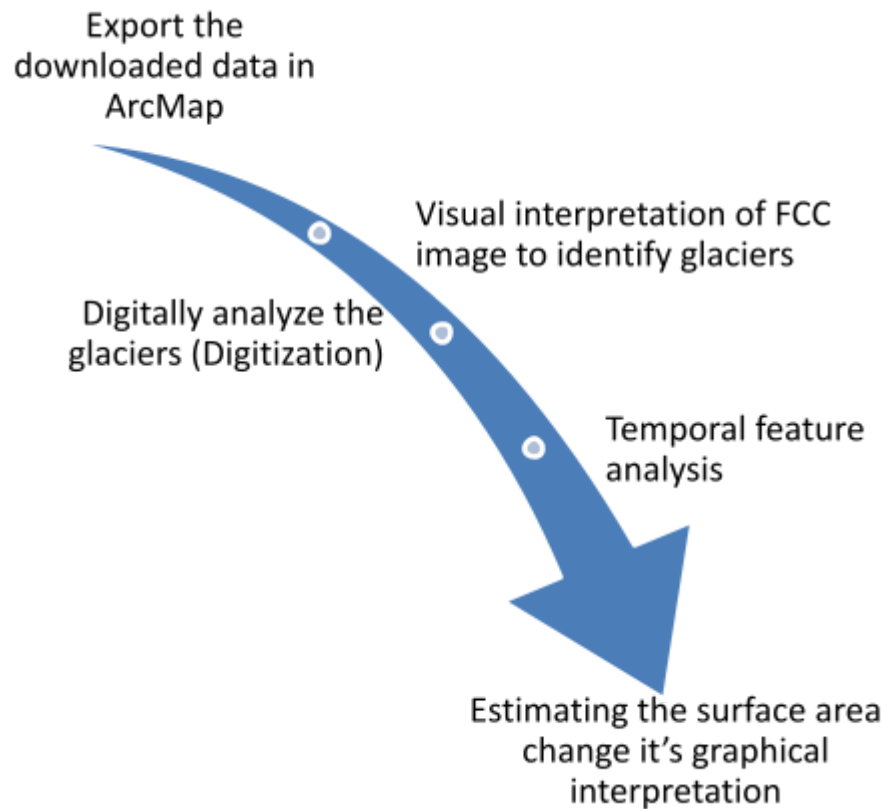 Export the
downloaded data in
ArcMap
Visual interpretation of FCC
image to identify glaciers
Digitally analyze the
glaciers (Digitization)
Temporal feature
analysis
Estimating the surface area
change it’s graphical
interpretation